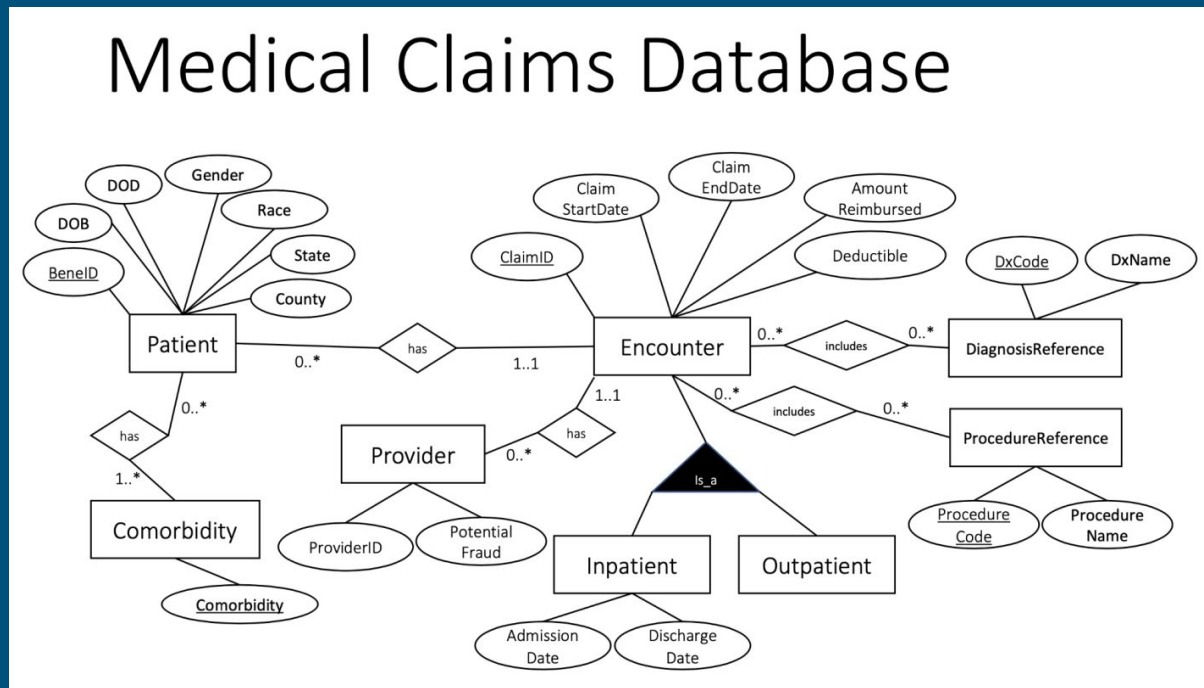 Medical Claims Database
DOB
DOD
Gender
Race
State
County
BeneID
Patient
0..*
has
1..1
0..*
has
1..*
Comorbidity
Comorbidity
Claim
StartDate
Claim
EndDate
Amount
Reimbursed
Deductible
ClaimID
Encounter
0..*
includes
0..*
DxCode
DxName
DiagnosisReference
0..*
includes
0..*
ProcedureReference
Procedure
Code
Procedure
Name
1..1
has
0..*
Provider
ProviderID
Potential
Fraud
Is_a
Inpatient
Outpatient
Admission
Date
Discharge
Date